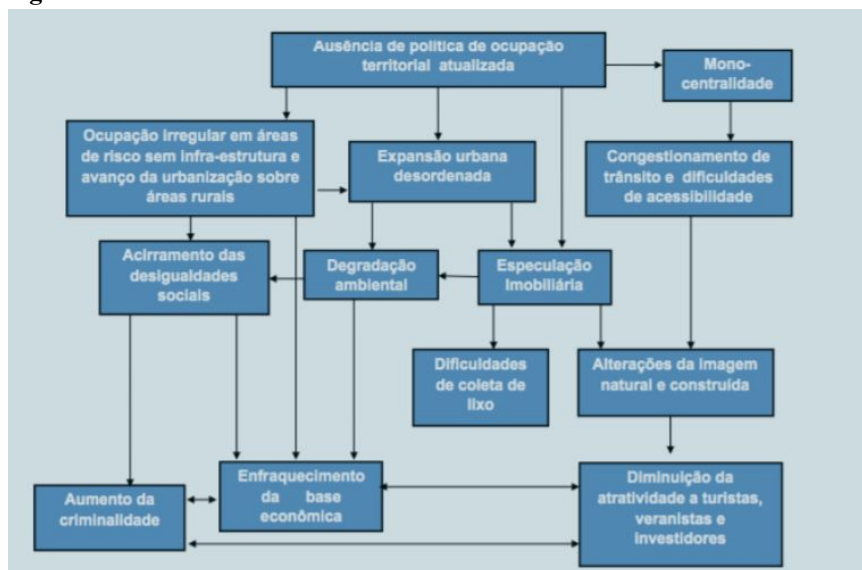 Ausência de política de ocupação
territorial atualizada
Mono-
centralidade
Ocupação irregular em áreas
de risco sem infra-estrutura e
avanço da urbanização sobre
áreas rurais
Expansão urbana
desordenada
Congestionamento de
trânsito e dificuldades
de acessibilidade
Acirramento das
desigualdades
sociais
Degradação
ambiental
Especulação
Imobiliária
Dificuldades
de coleta de
lixo
Alterações da imagem
natural e construída
Aumento da
criminalidade
Enfraquecimento
da base
econômica
Diminuição da
atratividade a turistas,
veranistas e
investidores